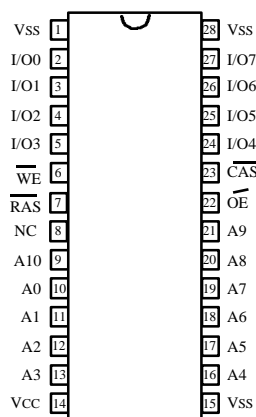 Vss 1 28 Vss
I/O0 2 27 I/O7
I/O1 3 26 I/O6
I/O2 4 25 I/O5
I/O3 5 24 I/O4
WE 6 23 CAS
RAS 7 22 OE
NC 8 21 A9
A10 9 20 A8
A0 10 19 A7
A1 11 18 A6
A2 12 17 A5
A3 13 16 A4
Vcc 14 15 Vss